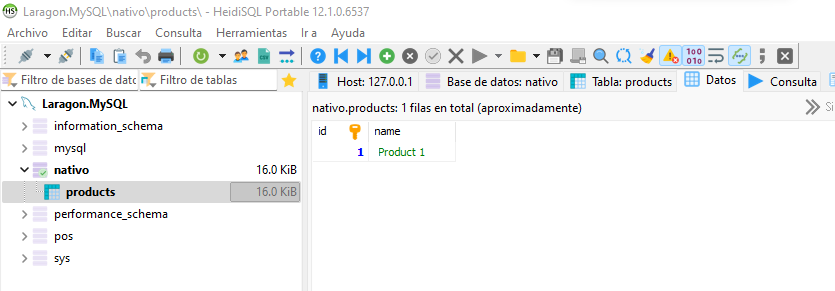 Laragon.MySQL\nativo\products\ - HeidiSQL Portable 12.1.0.6537
Archivo Editar Buscar Consulta Herramientas Ir a Ayuda
Filtro de bases de dato Filtro de tablas
Host: 127.0.0.1 Base de datos: nativo Tabla: products Datos Consulta
Laragon.MySQL
nativo.products: 1 filas en total (aproximadamente) Si
information_schema
id name
mysql
1 Product 1
nativo 16.0 KiB
products 16.0 KiB
performance_schema
pos
sys